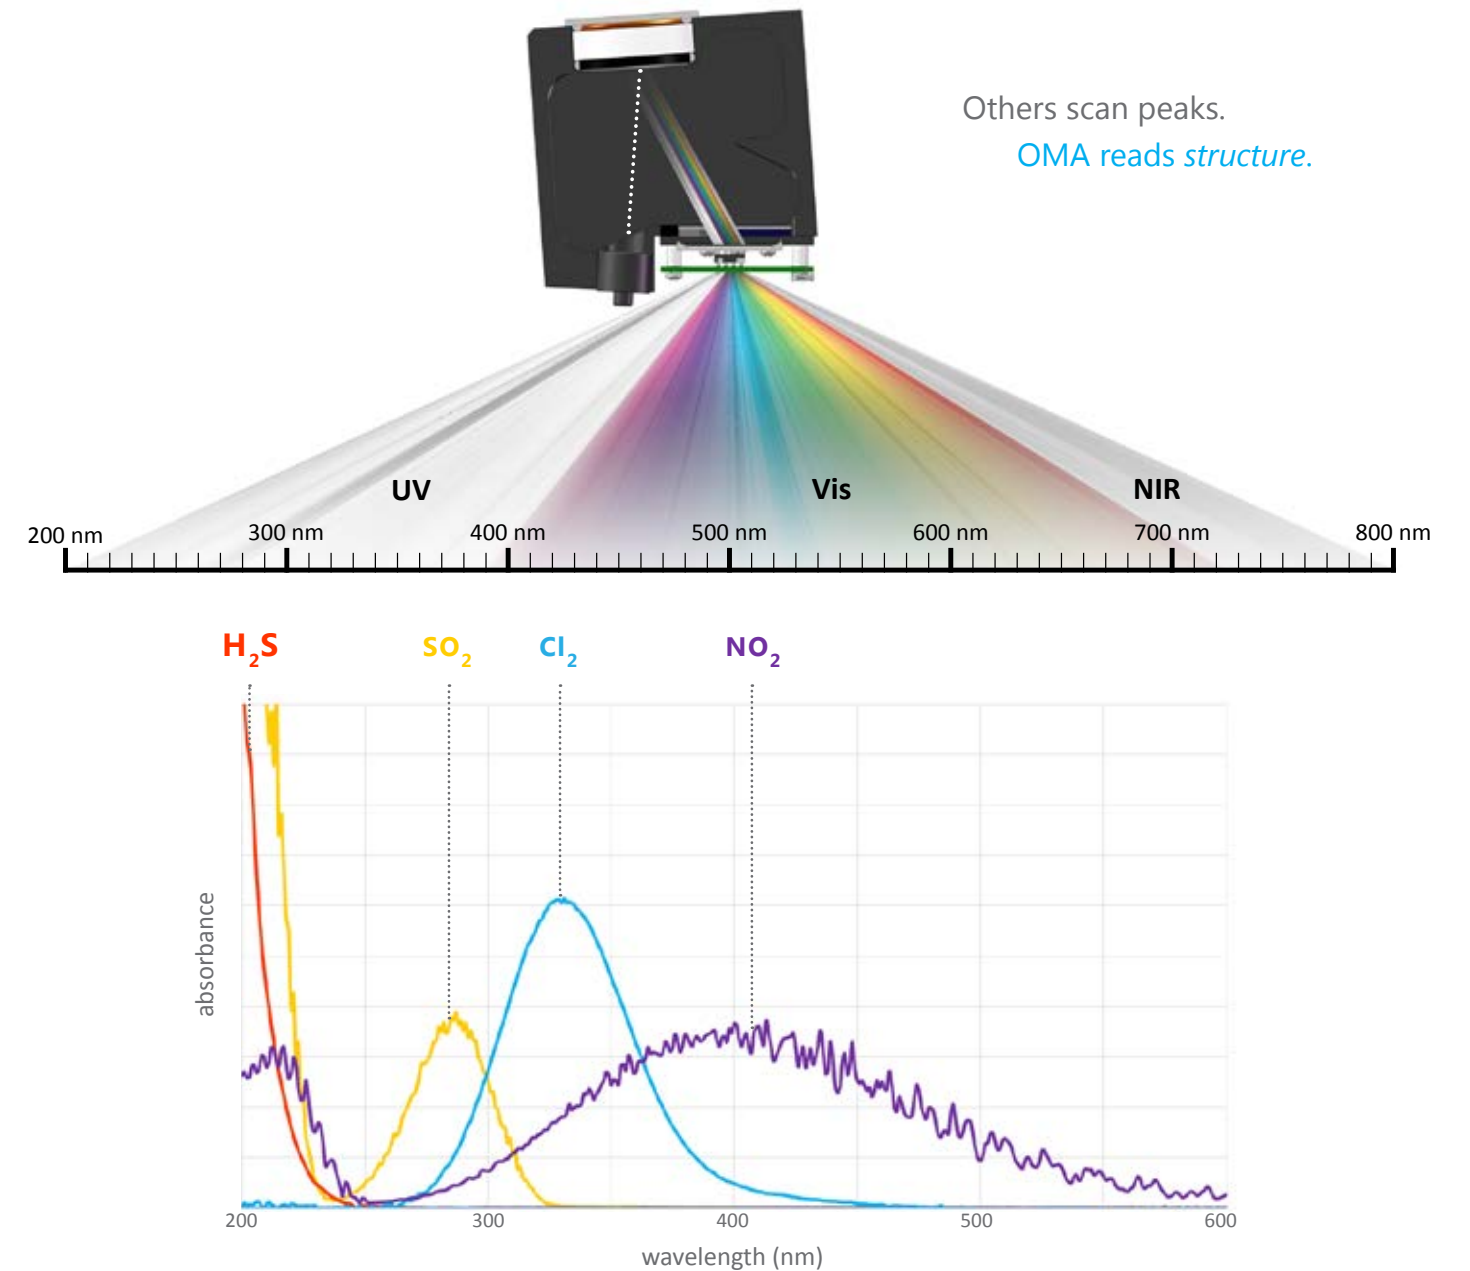 Others scan peaks.
OMA reads structure.
UV Vis NIR
200 nm 300 nm 400 nm 500 nm 600 nm 700 nm 800 nm
H₂S SO₂ Cl₂ NO₂
absorbance
200 300 400 500 600
wavelength (nm)